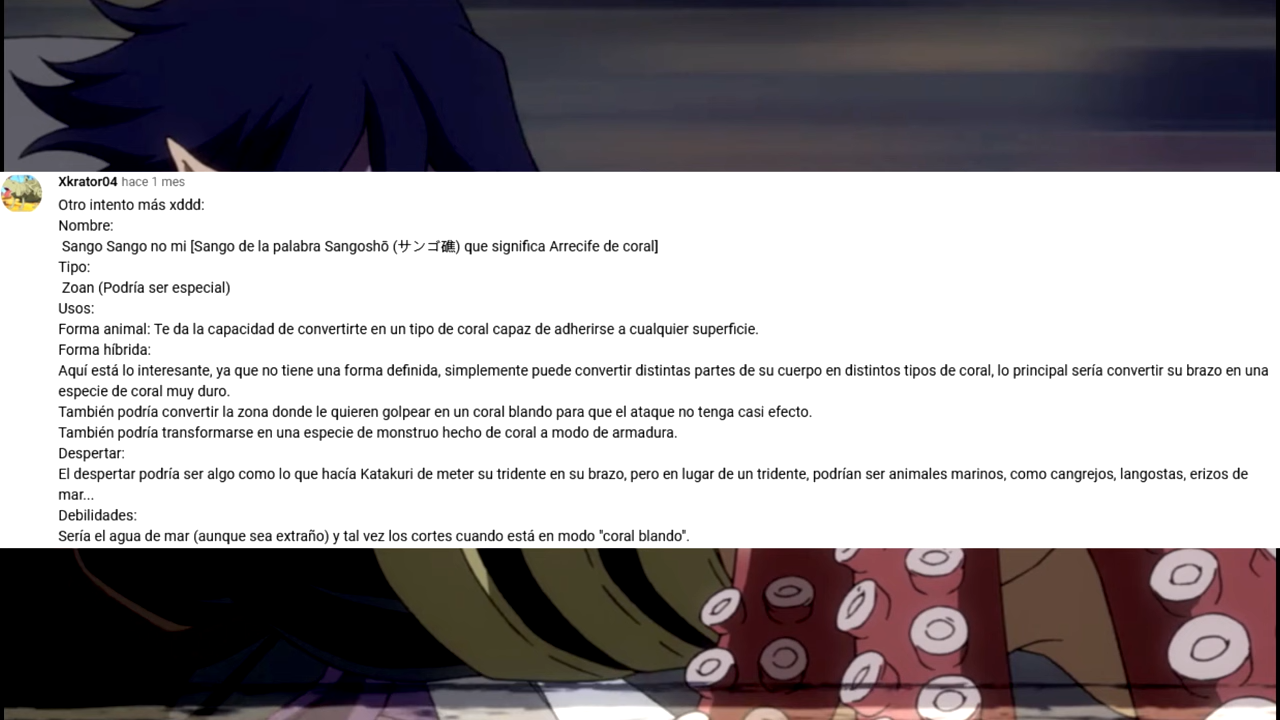 Xkrator04 hace 1 mes
Otro intento más xddd:
Nombre:
Sango Sango no mi [Sango de la palabra Sangoshō (サンゴ礁) que significa Arrecife de coral]
Tipo:
Zoan (Podría ser especial)
Usos:
Forma animal: Te da la capacidad de convertirte en un tipo de coral capaz de adherirse a cualquier superficie.
Forma híbrida:
Aquí está lo interesante, ya que no tiene una forma definida, simplemente puede convertir distintas partes de su cuerpo en distintos tipos de coral, lo principal sería convertir su brazo en una
especie de coral muy duro.
También podría convertir la zona donde le quieren golpear en un coral blando para que el ataque no tenga casi efecto.
También podría transformarse en una especie de monstruo hecho de coral a modo de armadura.
Despertar:
El despertar podría ser algo como lo que hacía Katakuri de meter su tridente en su brazo, pero en lugar de un tridente, podrían ser animales marinos, como cangrejos, langostas, erizos de
mar...
Debilidades:
Sería el agua de mar (aunque sea extraño) y tal vez los cortes cuando está en modo "coral blando".